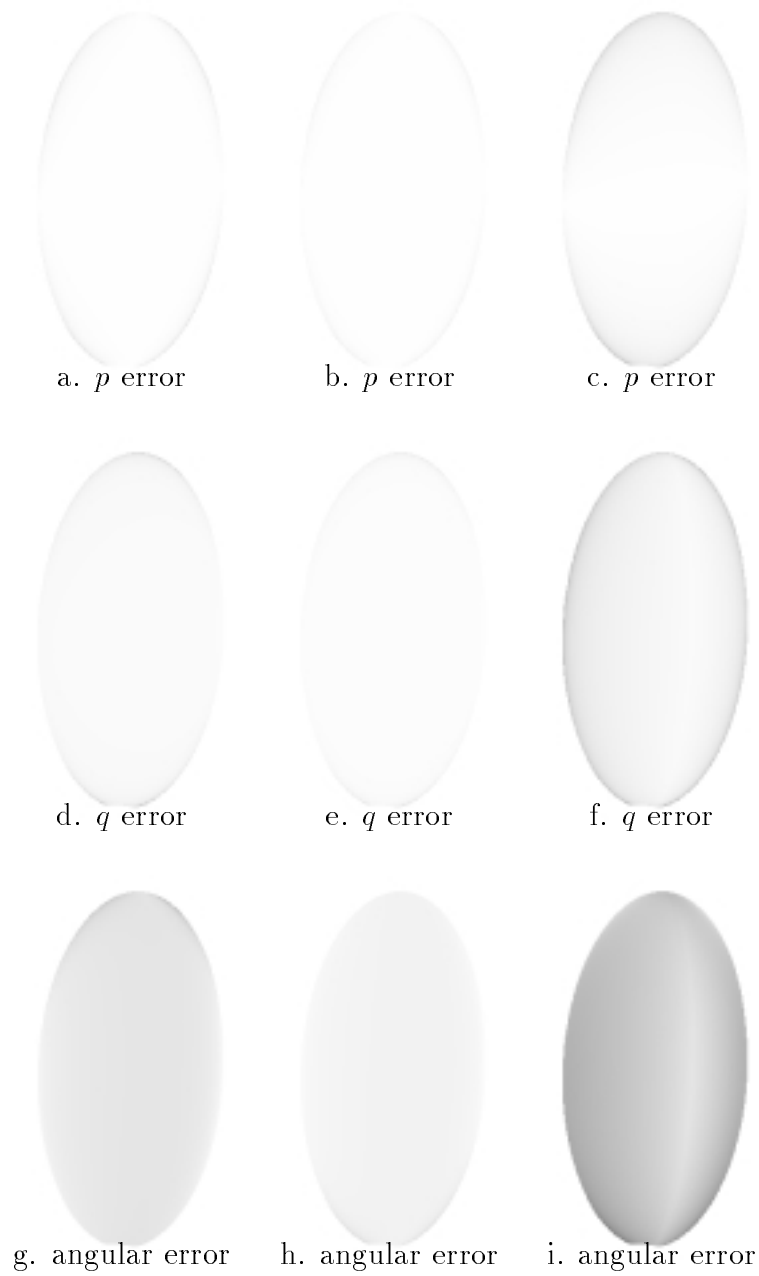 a. p error b. p error c. p error
d. q error e. q error f. q error
g. angular error h. angular error i. angular error